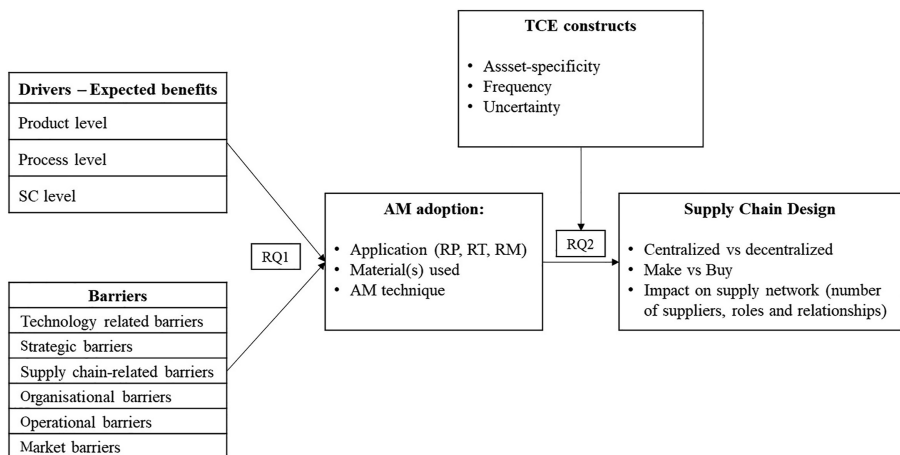 TCE constructs
• Assset-specificity
• Frequency
• Uncertainty
Drivers – Expected benefits
Product level
Process level
SC level
RQ1
Barriers
Technology related barriers
Strategic barriers
Supply chain-related barriers
Organisational barriers
Operational barriers
Market barriers
AM adoption:
• Application (RP, RT, RM)
• Material(s) used
• AM technique
RQ2
Supply Chain Design
• Centralized vs decentralized
• Make vs Buy
• Impact on supply network (number
of suppliers, roles and relationships)